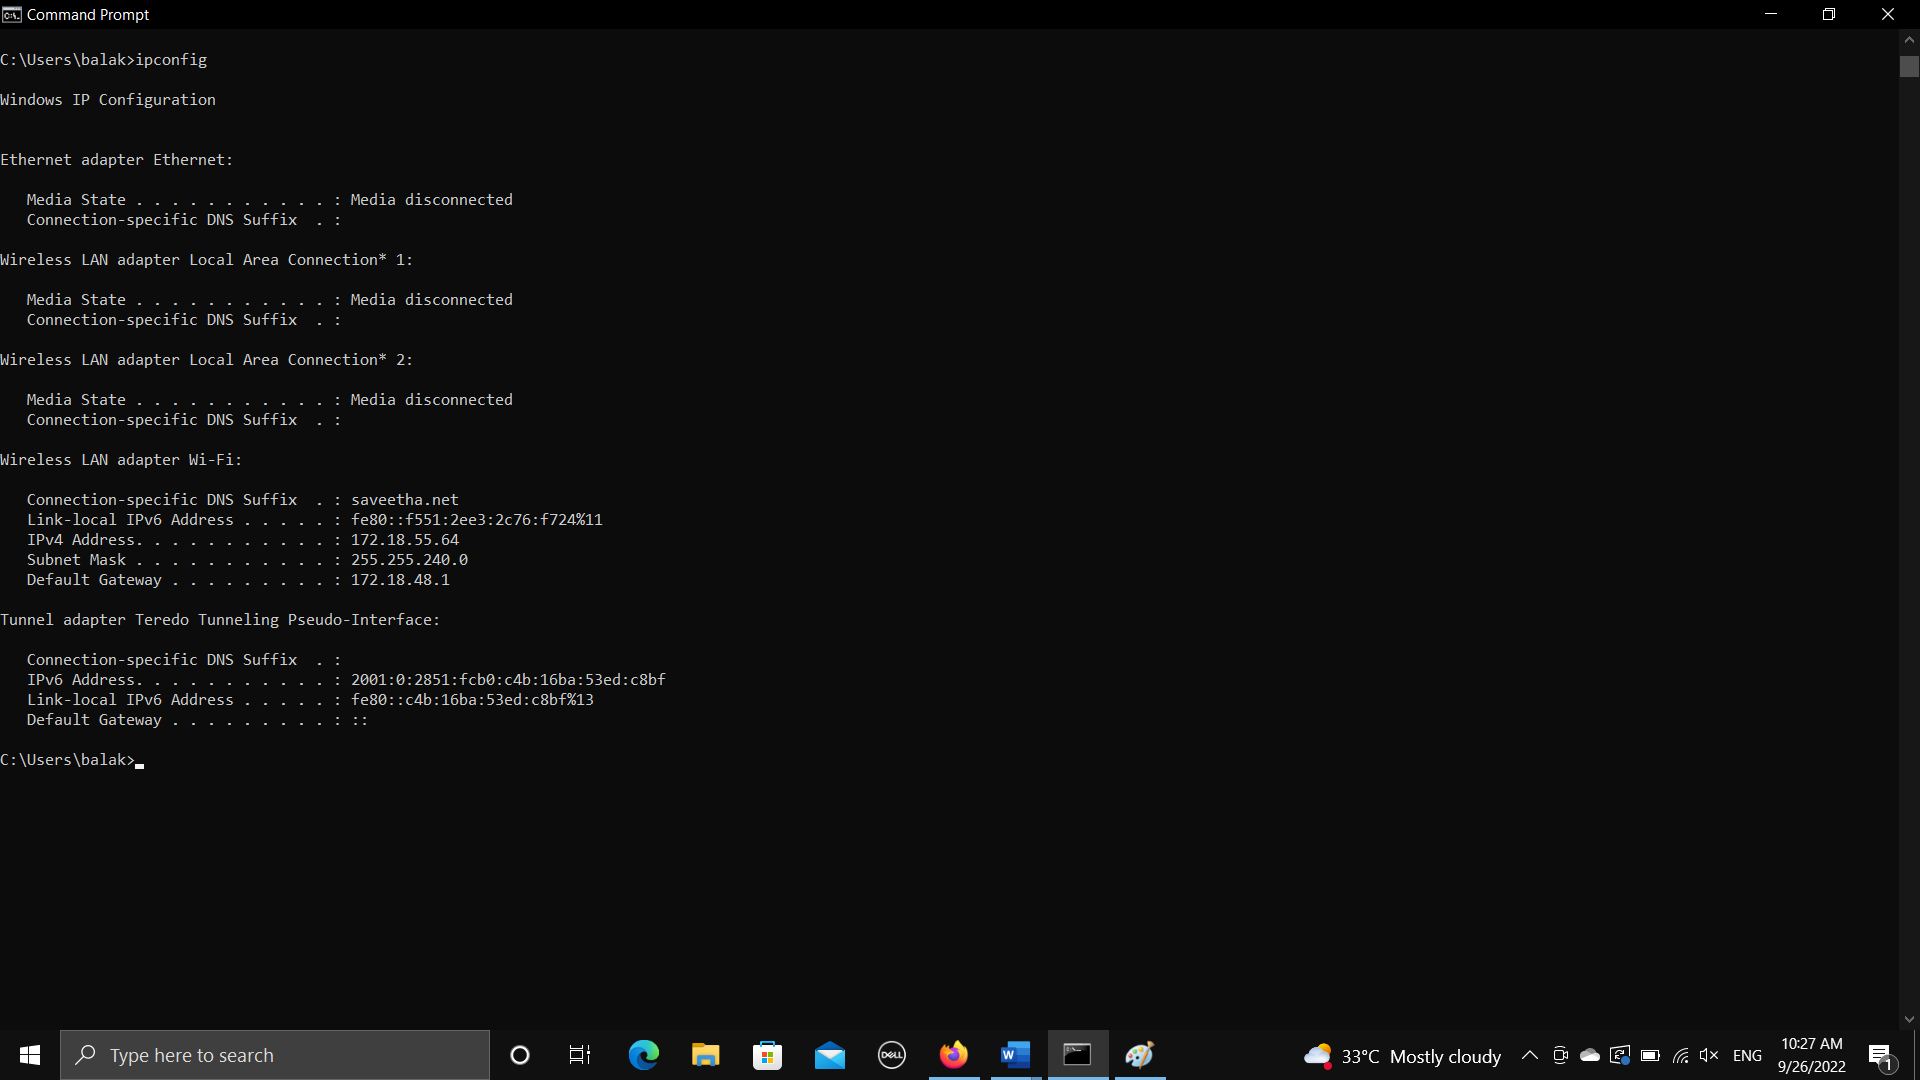 Command Prompt
C:\Users\balak>ipconfig
Windows IP Configuration
Ethernet adapter Ethernet:
   Media State . . . . . . . . . . . : Media disconnected
   Connection-specific DNS Suffix  . :
Wireless LAN adapter Local Area Connection* 1:
   Media State . . . . . . . . . . . : Media disconnected
   Connection-specific DNS Suffix  . :
Wireless LAN adapter Local Area Connection* 2:
   Media State . . . . . . . . . . . : Media disconnected
   Connection-specific DNS Suffix  . :
Wireless LAN adapter Wi-Fi:
   Connection-specific DNS Suffix  . : saveetha.net
   Link-local IPv6 Address . . . . . : fe80::f551:2ee3:2c76:f724%11
   IPv4 Address. . . . . . . . . . . : 172.18.55.64
   Subnet Mask . . . . . . . . . . . : 255.255.240.0
   Default Gateway . . . . . . . . . : 172.18.48.1
Tunnel adapter Teredo Tunneling Pseudo-Interface:
   Connection-specific DNS Suffix  . :
   IPv6 Address. . . . . . . . . . . : 2001:0:2851:fcb0:c4b:16ba:53ed:c8bf
   Link-local IPv6 Address . . . . . : fe80::c4b:16ba:53ed:c8bf%13
   Default Gateway . . . . . . . . . : ::
C:\Users\balak>
Type here to search
DELL
W
33°C Mostly cloudy
ENG
10:27 AM
9/26/2022
1